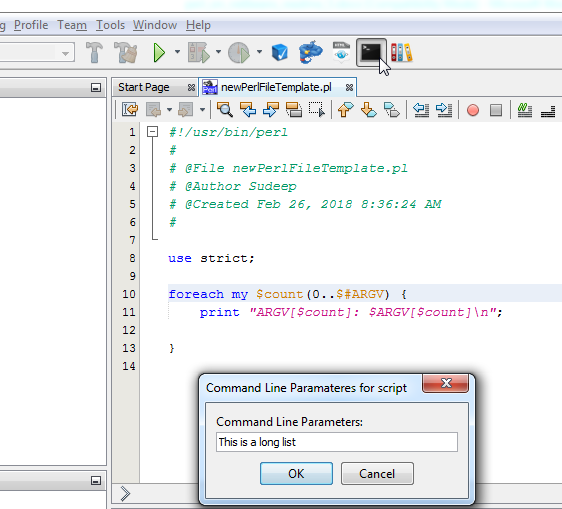 g Profile Team Tools Window Help
Start Page newPerlFileTemplate.pl
1 #!/usr/bin/perl
2 #
3 # @File newPerlFileTemplate.pl
4 # @Author Sudeep
5 # @Created Feb 26, 2018 8:36:24 AM
6 #
7
8 use strict;
9
10 foreach my $count(0..$#ARGV) {
11 print "ARGV[$count]: $ARGV[$count]\n";
12
13 }
14
Command Line Paramateres for script
Command Line Parameters:
This is a long list
OK Cancel